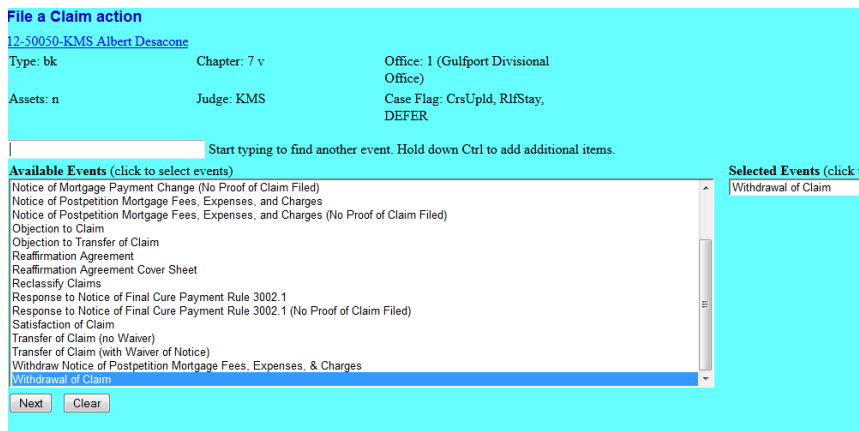 File a Claim action
12-50050-KMS Albert Desacone
Type: bk Chapter: 7 v Office: 1 (Gulfport Divisional
Office)
Assets: n Judge: KMS Case Flag: CrsUpld, RlfStay,
DEFER
Start typing to find another event. Hold down Ctrl to add additional items.
Available Events (click to select events) Selected Events (click
Notice of Mortgage Payment Change (No Proof of Claim Filed) Withdrawal of Claim
Notice of Postpetition Mortgage Fees, Expenses, and Charges
Notice of Postpetition Mortgage Fees, Expenses, and Charges (No Proof of Claim Filed)
Objection to Claim
Objection to Transfer of Claim
Reaffirmation Agreement
Reaffirmation Agreement Cover Sheet
Reclassify Claims
Response to Notice of Final Cure Payment Rule 3002.1
Response to Notice of Final Cure Payment Rule 3002.1 (No Proof of Claim Filed)
Satisfaction of Claim
Transfer of Claim (no Waiver)
Transfer of Claim (with Waiver of Notice)
Withdraw Notice of Postpetition Mortgage Fees, Expenses, & Charges
Withdrawal of Claim
Next Clear